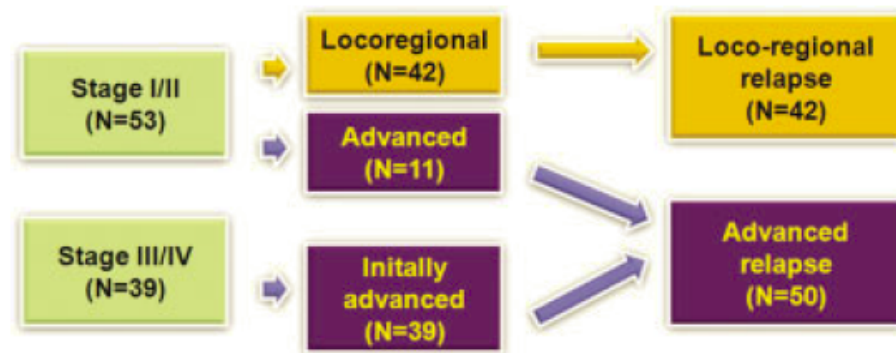 Stage I/II
(N=53)
Locoregional
(N=42)
Loco-regional
relapse
(N=42)
Advanced
(N=11)
Stage III/IV
(N=39)
Initally
advanced
(N=39)
Advanced
relapse
(N=50)